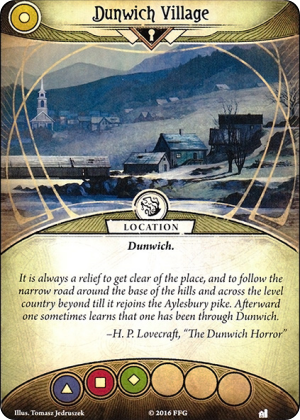 Dunwich Village
LOCATION
Dunwich.
It is always a relief to get clear of the place, and to follow the
narrow road around the base of the hills and across the level
country beyond till it rejoins the Aylesbury pike. Afterward
one sometimes learns that one has been through Dunwich.
–H. P. Lovecraft, “The Dunwich Horror”
Illus. Tomasz Jedruszek
© 2016 FFG